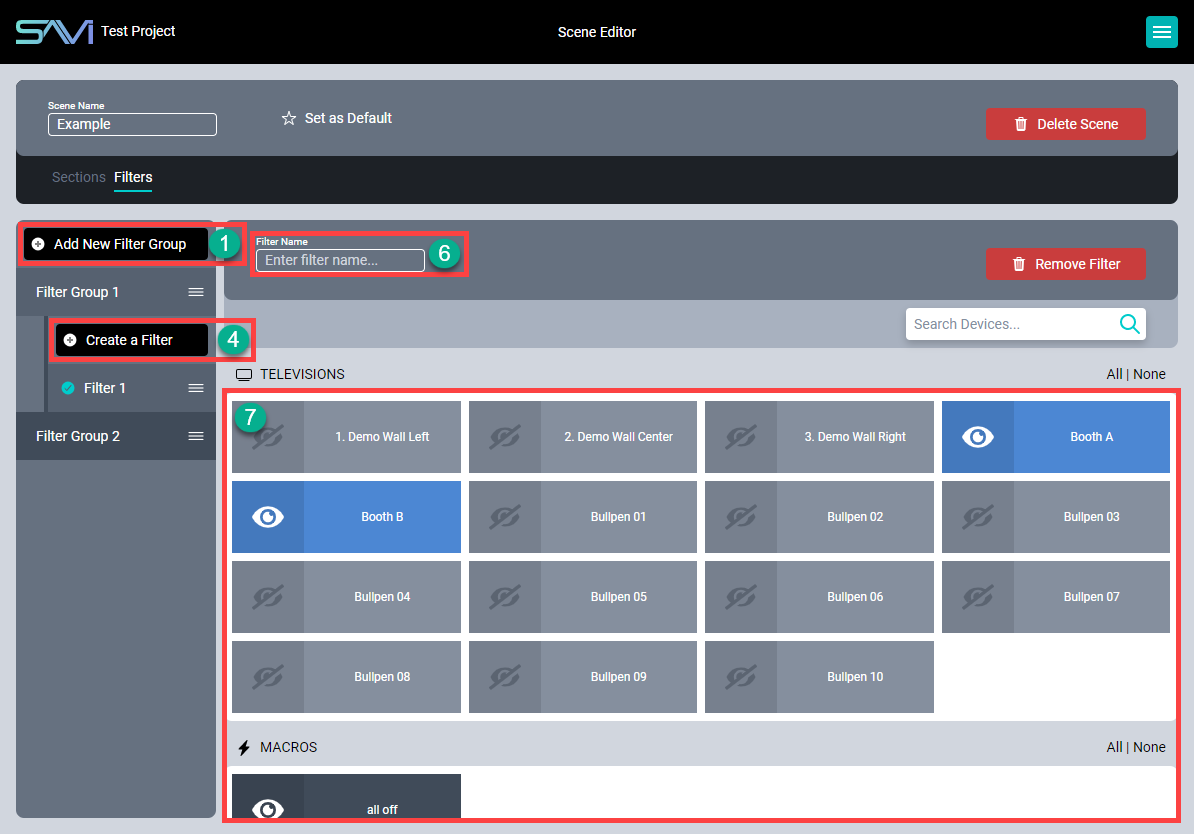 SAVI Test Project
Scene Editor
Scene Name
Example
Set as Default
Delete Scene
Sections Filters
Add New Filter Group
1
Filter Group 1
Create a Filter
4
Filter 1
Filter Group 2
Filter Name
Enter filter name...
6
Remove Filter
Search Devices...
TELEVISIONS
All | None
7
1. Demo Wall Left
2. Demo Wall Center
3. Demo Wall Right
Booth A
Booth B
Bullpen 01
Bullpen 02
Bullpen 03
Bullpen 04
Bullpen 05
Bullpen 06
Bullpen 07
Bullpen 08
Bullpen 09
Bullpen 10
MACROS
All | None
all off